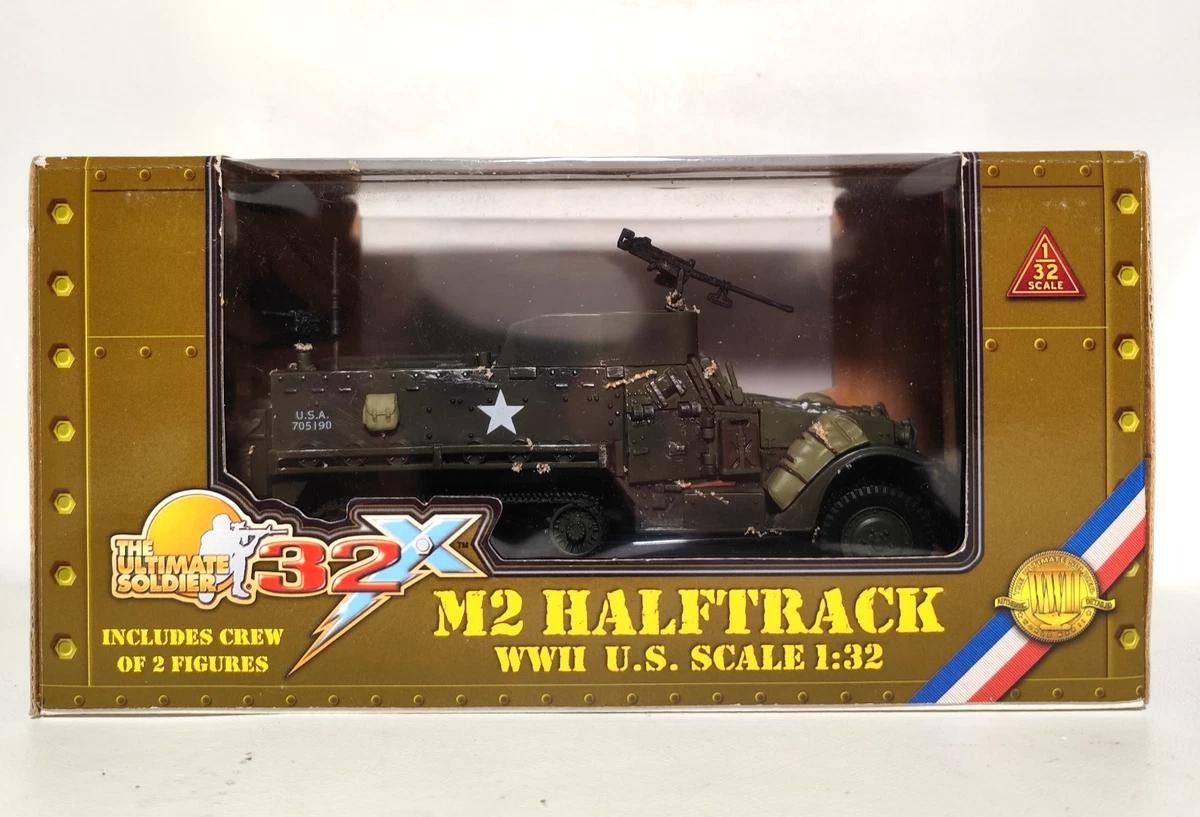 1
32
SCALE
U.S.A.
705190
THE
ULTIMATE
SOLDIER
32X™
INCLUDES CREW
OF 2 FIGURES
M2 HALFTRACK
WWII U.S. SCALE 1:32
WWII